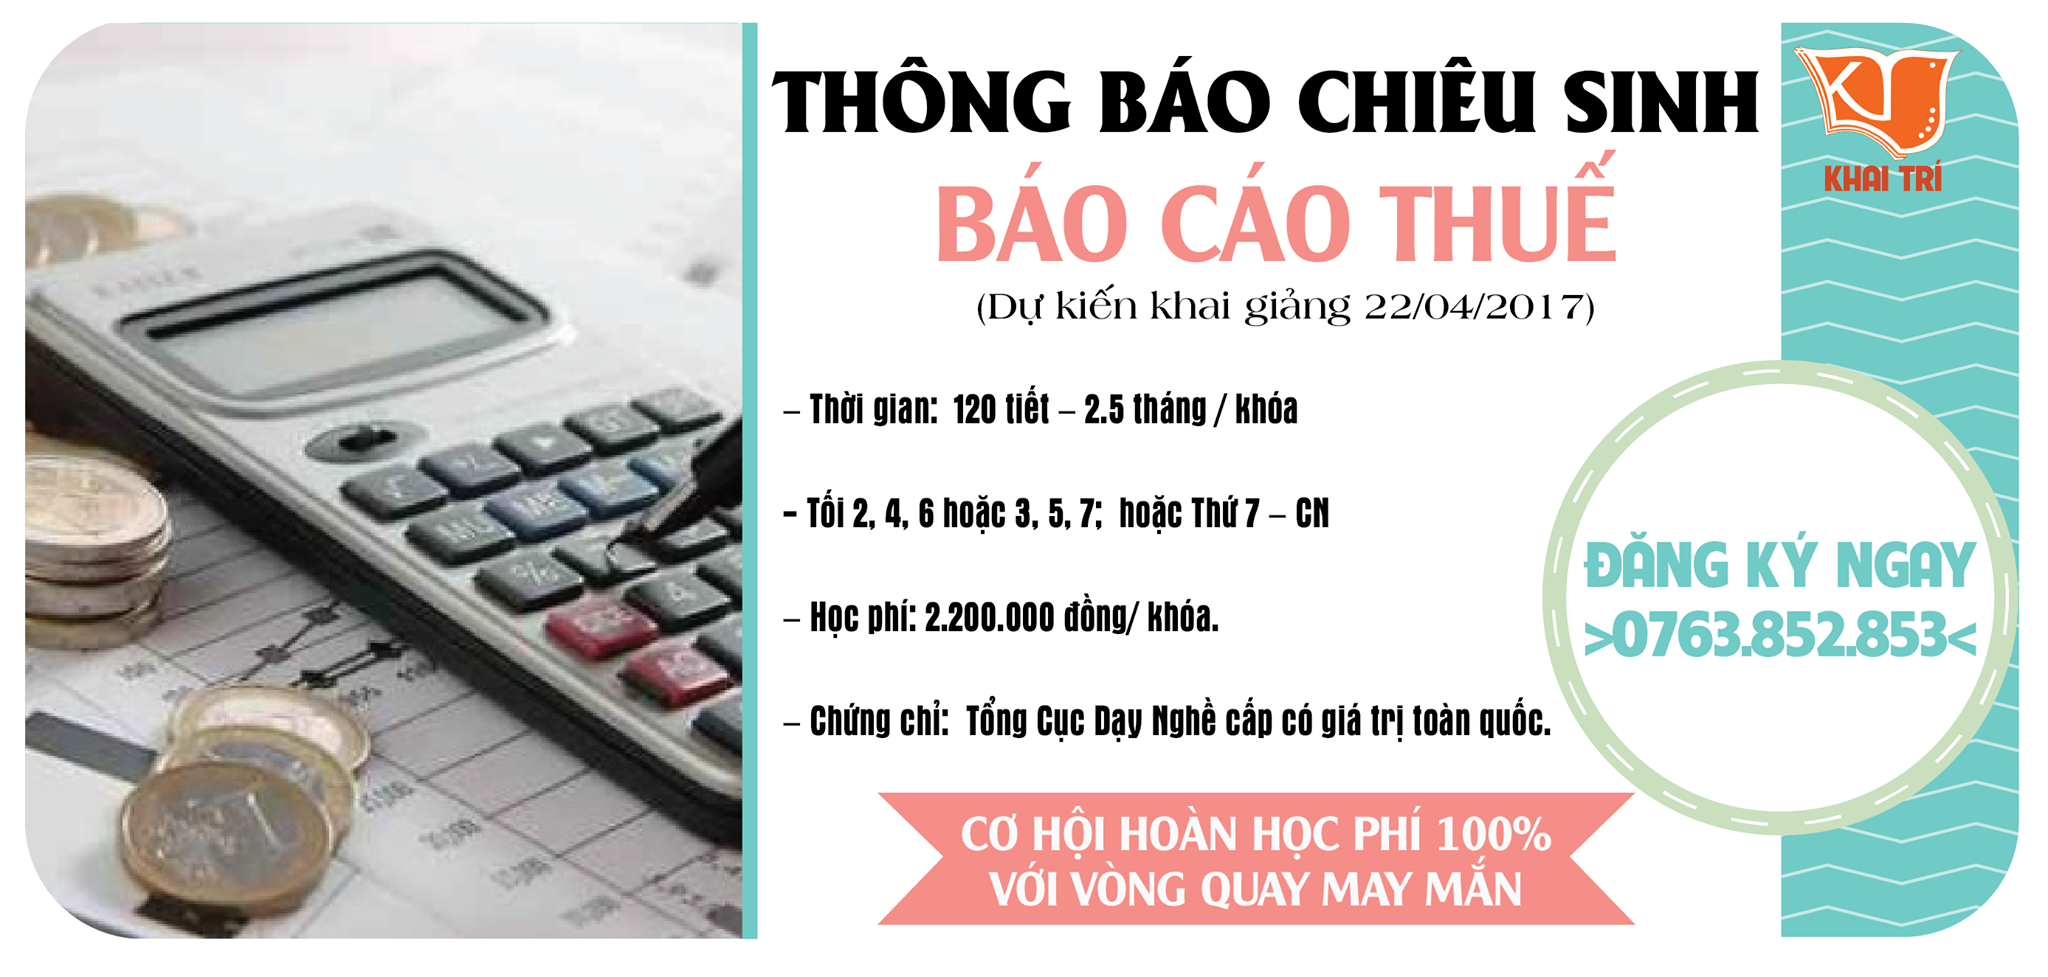 THÔNG BÁO CHIÊU SINH
BÁO CÁO THUẾ
(Dự kiến khai giảng 22/04/2017)
– Thời gian: 120 tiết – 2.5 tháng / khóa
- Tối 2, 4, 6 hoặc 3, 5, 7; hoặc Thứ 7 – CN
– Học phí: 2.200.000 đồng/ khóa.
– Chứng chỉ: Tổng Cục Dạy Nghề cấp có giá trị toàn quốc.
CƠ HỘI HOÀN HỌC PHÍ 100%
VỚI VÒNG QUAY MAY MẮN
KHAI TRÍ
ĐĂNG KÝ NGAY
>0763.852.853<